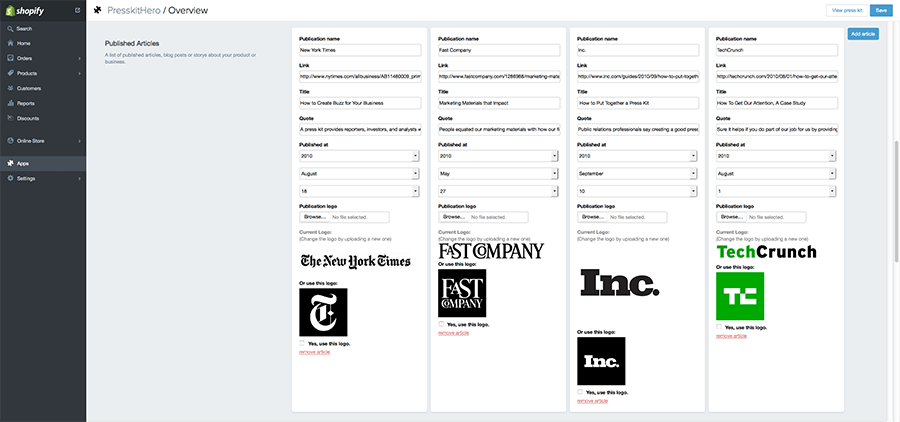 shopify
PresskitHero / Overview
View press kit
Save
Search
Home
Orders
Products
Customers
Reports
Discounts
Online Store
Apps
Settings
Published Articles
A list of published articles, blog posts or storys about your product or
business.
Add article
Publication name
New York Times
Link
http://www.nytimes.com/allbusiness/AB11480009_prim
Title
How to Create Buzz for Your Business
Quote
A press kit provides reporters, investors, and analysts w
Published at
2010
August
18
Publication logo
Browse... No file selected.
Current Logo:
(Change the logo by uploading a new one)
The New York Times
Or use this logo:
T
Yes, use this logo.
remove article
Publication name
Fast Company
Link
http://www.fastcompany.com/1286988/marketing-mate
Title
Marketing Materials that Impact
Quote
People equated our marketing materials with how our fi
Published at
2010
May
27
Publication logo
Browse... No file selected.
Current Logo:
(Change the logo by uploading a new one)
FAST COMPANY
Or use this logo:
FAST
COMPANY
Yes, use this logo.
remove article
Publication name
Inc.
Link
http://www.inc.com/guides/2010/09/how-to-put-togethe
Title
How to Put Together a Press Kit
Quote
Public relations professionals say creating a good pres
Published at
2010
September
10
Publication logo
Browse... No file selected.
Current Logo:
(Change the logo by uploading a new one)
Inc.
Or use this logo:
Inc.
Yes, use this logo.
remove article
Publication name
TechCrunch
Link
http://techcrunch.com/2010/08/01/how-to-get-our-atte
Title
How To Get Our Attention, A Case Study
Quote
Sure it helps if you do part of our job for us by providing
Published at
2010
August
1
Publication logo
Browse... No file selected.
Current Logo:
(Change the logo by uploading a new one)
TechCrunch
Or use this logo:
TC
Yes, use this logo.
remove article